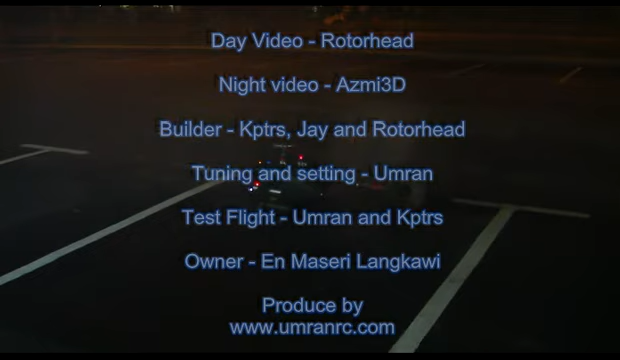 Day Video - Rotorhead
Night video - Azmi3D
Builder - Kptrs, Jay and Rotorhead
Tuning and setting - Umran
Test Flight - Umran and Kptrs
Owner - En Maseri Langkawi
Produce by
www.umranrc.com